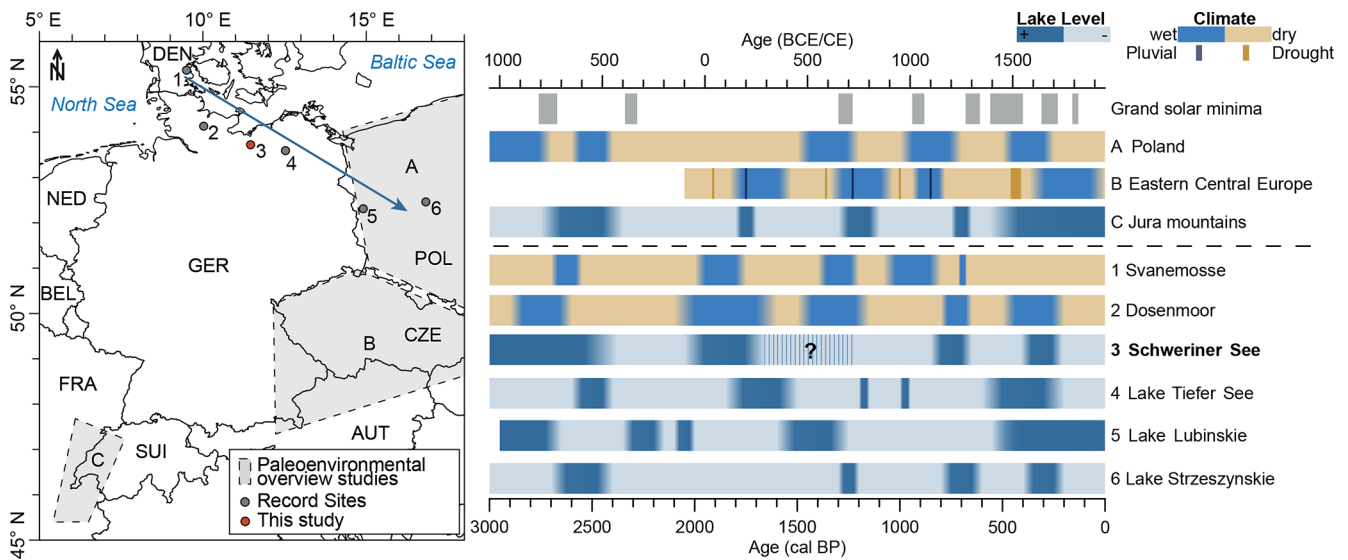 5° E
10° E
15° E
55° N
50° N
45° N
N
DEN
Baltic Sea
North Sea
1
2
3
4
5
6
A
NED
GER
POL
BEL
B
CZE
FRA
AUT
SUI
C
Paleoenvironmental
overview studies
Record Sites
This study
Lake Level
+ -
Climate
wet dry
Pluvial Drought
Age (BCE/CE)
1000 500 0 500 1000 1500
Grand solar minima
A Poland
B Eastern Central Europe
C Jura mountains
1 Svanemosse
2 Dosenmoor
?
3 Schweriner See
4 Lake Tiefer See
5 Lake Lubinskie
6 Lake Strzeszynskie
3000 2500 2000 1500 1000 500 0
Age (cal BP)